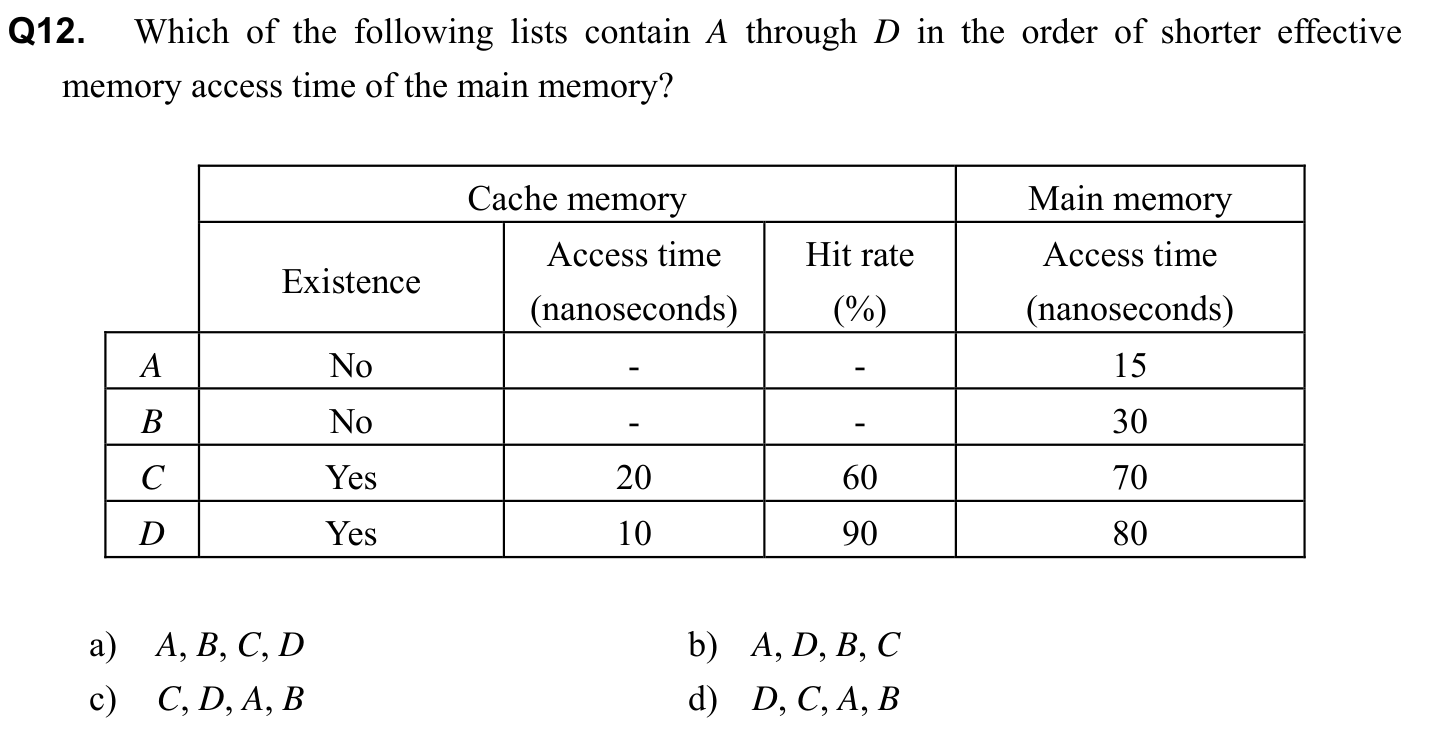 Q12. Which of the following lists contain A through D in the order of shorter effective
memory access time of the main memory?
Cache memory Main memory
Existence Access time (nanoseconds) Hit rate (%) Access time (nanoseconds)
A No - - 15
B No - - 30
C Yes 20 60 70
D Yes 10 90 80
a) A, B, C, D b) A, D, B, C
c) C, D, A, B d) D, C, A, B